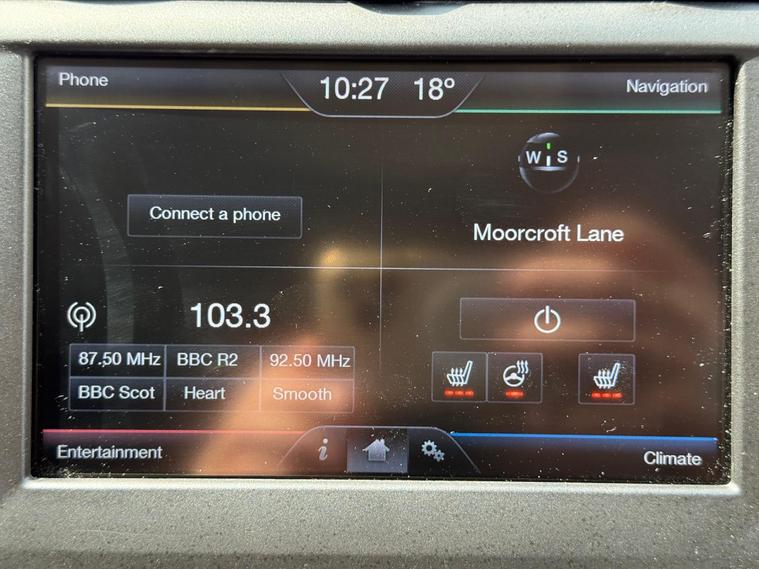 Phone
10:27 18º
Navigation
W S
Connect a phone
Moorcroft Lane
103.3
87.50 MHz BBC R2 92.50 MHz
BBC Scot Heart Smooth
i
Entertainment
Climate